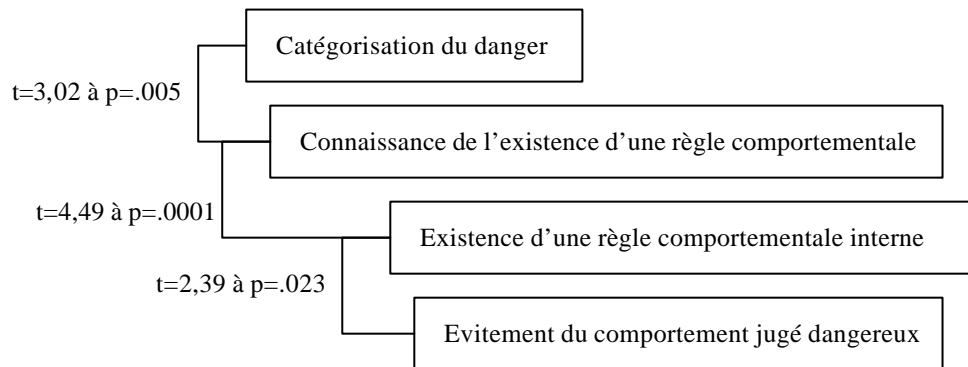 Catégorisation du danger
t=3,02 à p=.005
Connaissance de l’existence d’une règle comportementale
t=4,49 à p=.0001
Existence d’une règle comportementale interne
t=2,39 à p=.023
Evitement du comportement jugé dangereux